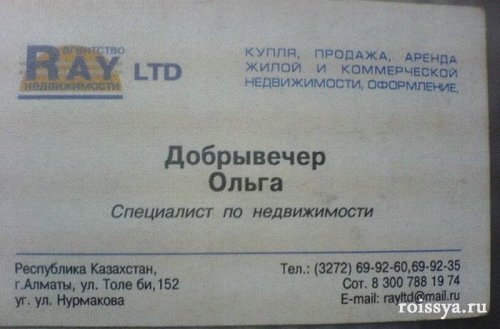 агентство
RAY LTD
недвижимости
КУПЛЯ, ПРОДАЖА, АРЕНДА
ЖИЛОЙ И КОММЕРЧЕСКОЙ
НЕДВИЖИМОСТИ, ОФОРМЛЕНИЕ,
Добрывечер
Ольга
Специалист по недвижимости
Республика Казахстан,
г.Алматы, ул. Толе би,152
уг. ул. Нурмакова
Тел.: (3272) 69-92-60,69-92-35
Сот. 8 300 788 19 74
E-mail: rayltd@mail.ru
roissya.ru